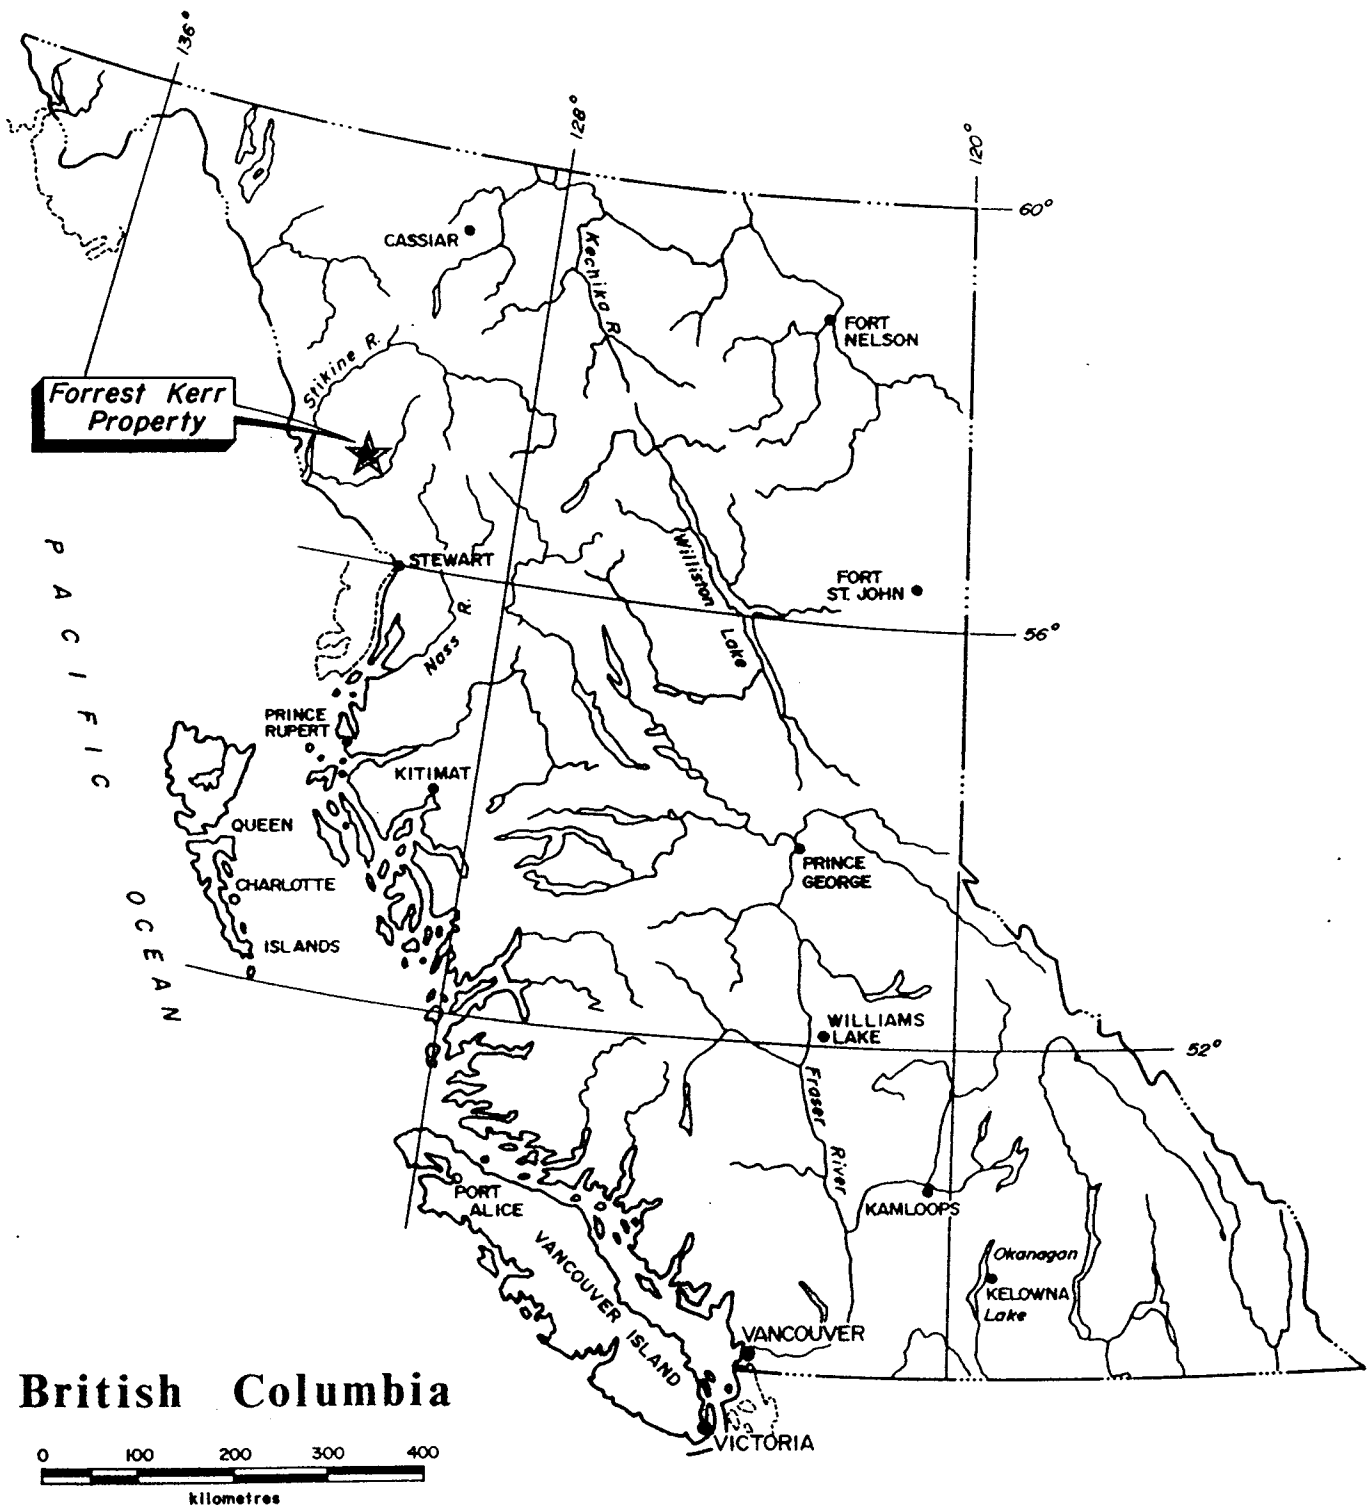 136°
128°
120°
60°
CASSIAR
Kechika R.
FORT
NELSON
Stikine R.
Forrest Kerr
Property
STEWART
Williston
Lake
FORT
ST. JOHN
56°
Nass R.
PACIFIC
OCEAN
PRINCE
RUPERT
KITIMAT
QUEEN
CHARLOTTE
ISLANDS
PRINCE
GEORGE
WILLIAMS
LAKE
52°
Fraser
River
PORT
ALICE
KAMLOOPS
VANCOUVER ISLAND
Okanagan
KELOWNA
Lake
VANCOUVER
VICTORIA
British Columbia
0 100 200 300 400
kilometres